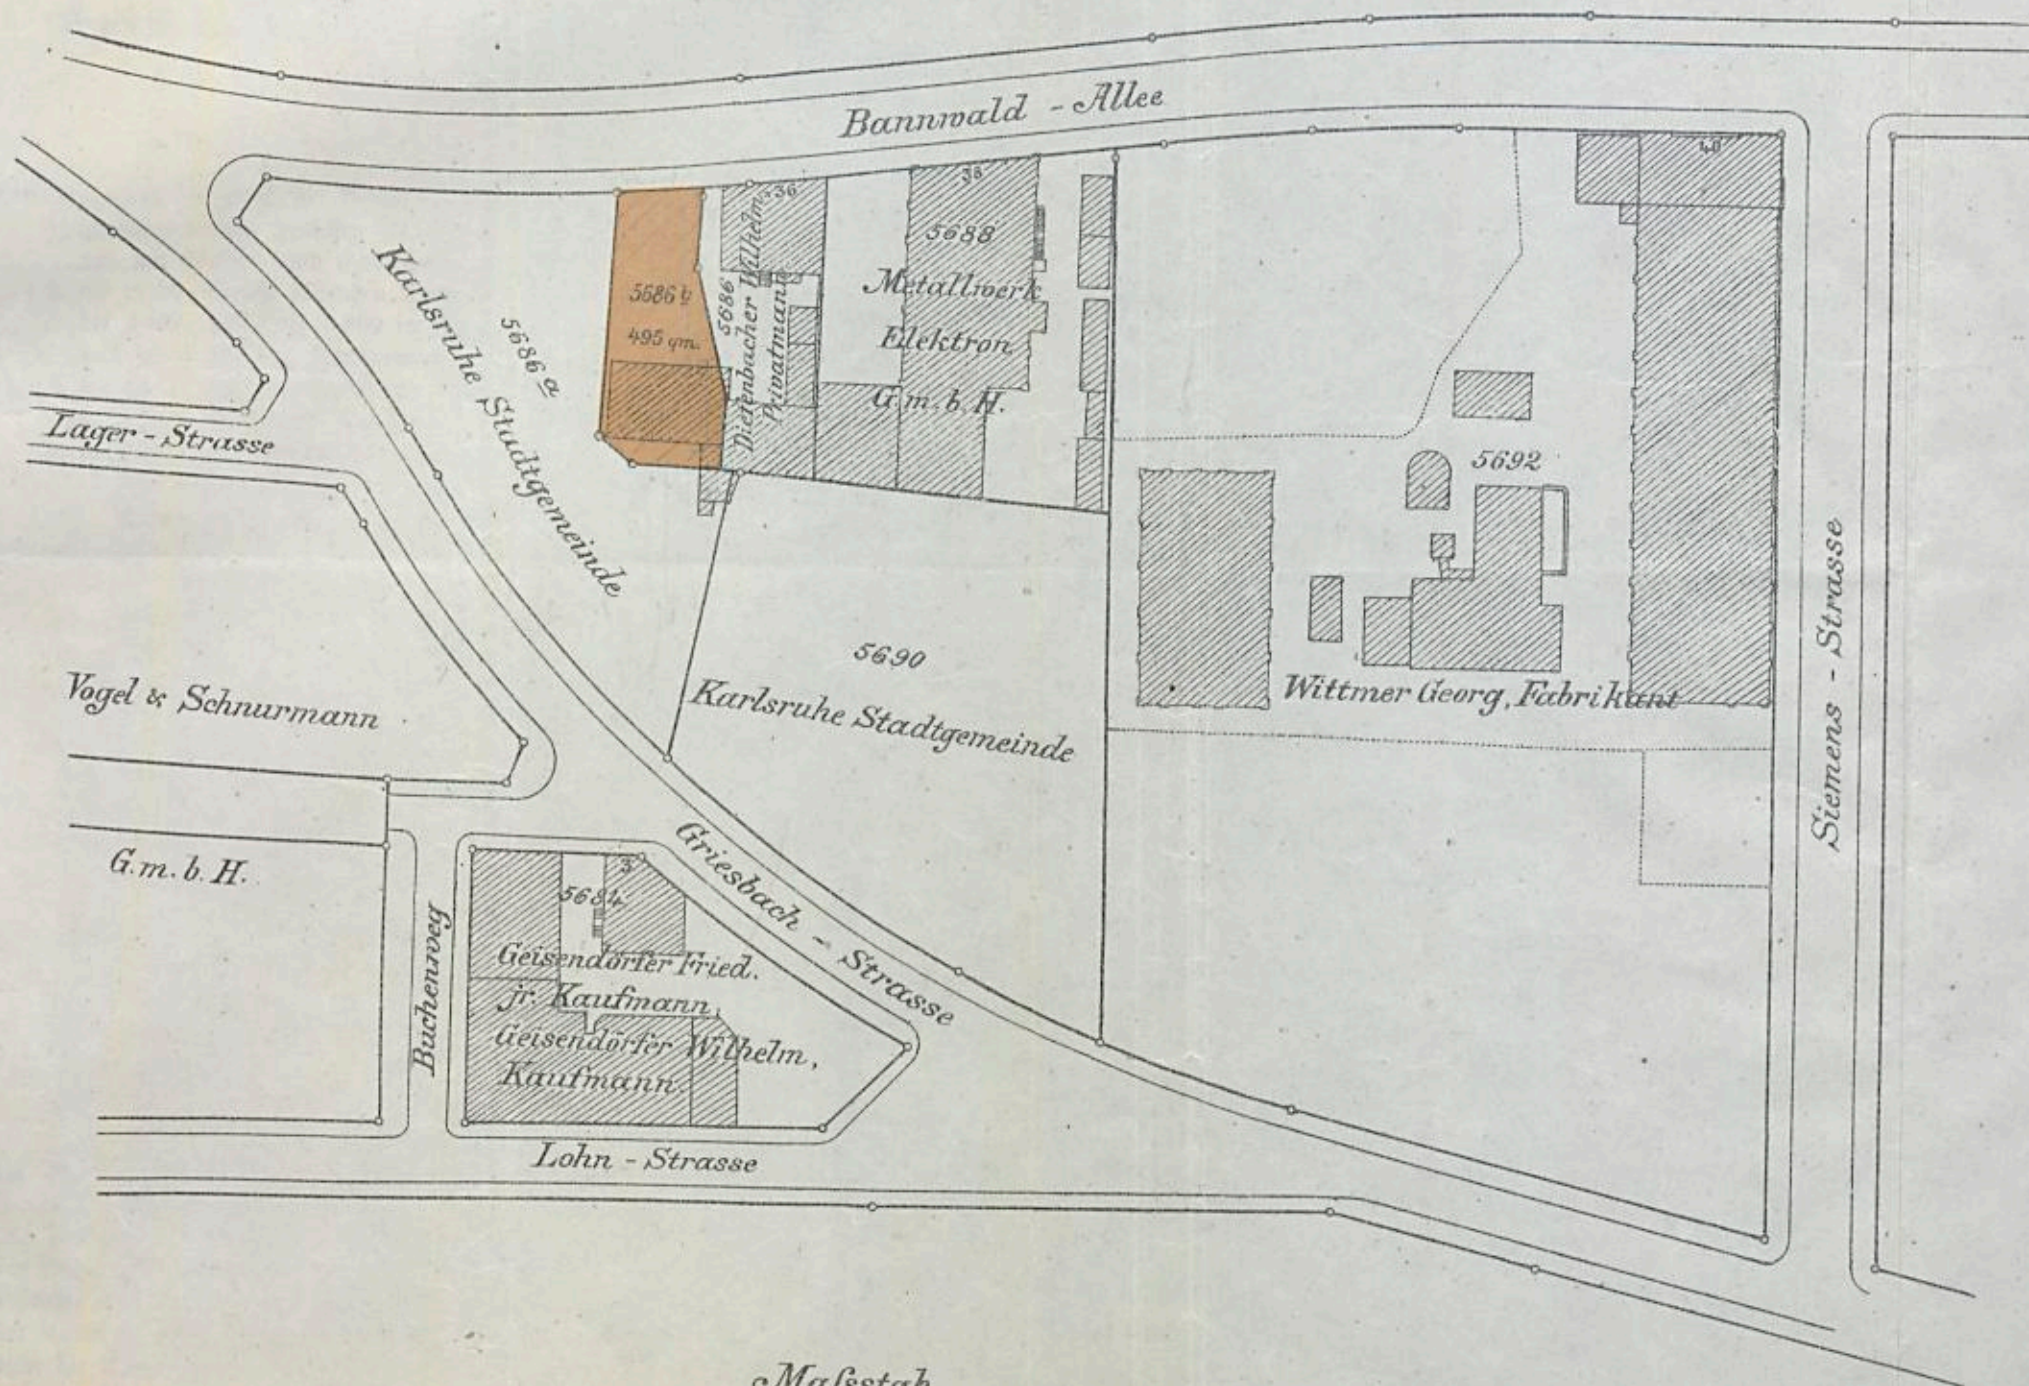 Bannwald - Allee
36
38
40
Karlsruhe Stadtgemeinde
5686 a
5686 b
495 qm.
5686
Dietenbacher Wilhelm,
Privatmann
5688
Metallwerk
Elektron
G.m.b.H.
5692
Wittmer Georg, Fabrikant
Siemens - Strasse
Lager - Strasse
5690
Karlsruhe Stadtgemeinde
Vogel & Schnurmann
G.m.b.H.
Buchenweg
Griesbach - Strasse
3
5684
Geisendörfer Fried.
jr. Kaufmann,
Geisendörfer Wilhelm,
Kaufmann.
Lohn - Strasse
Maſsstab